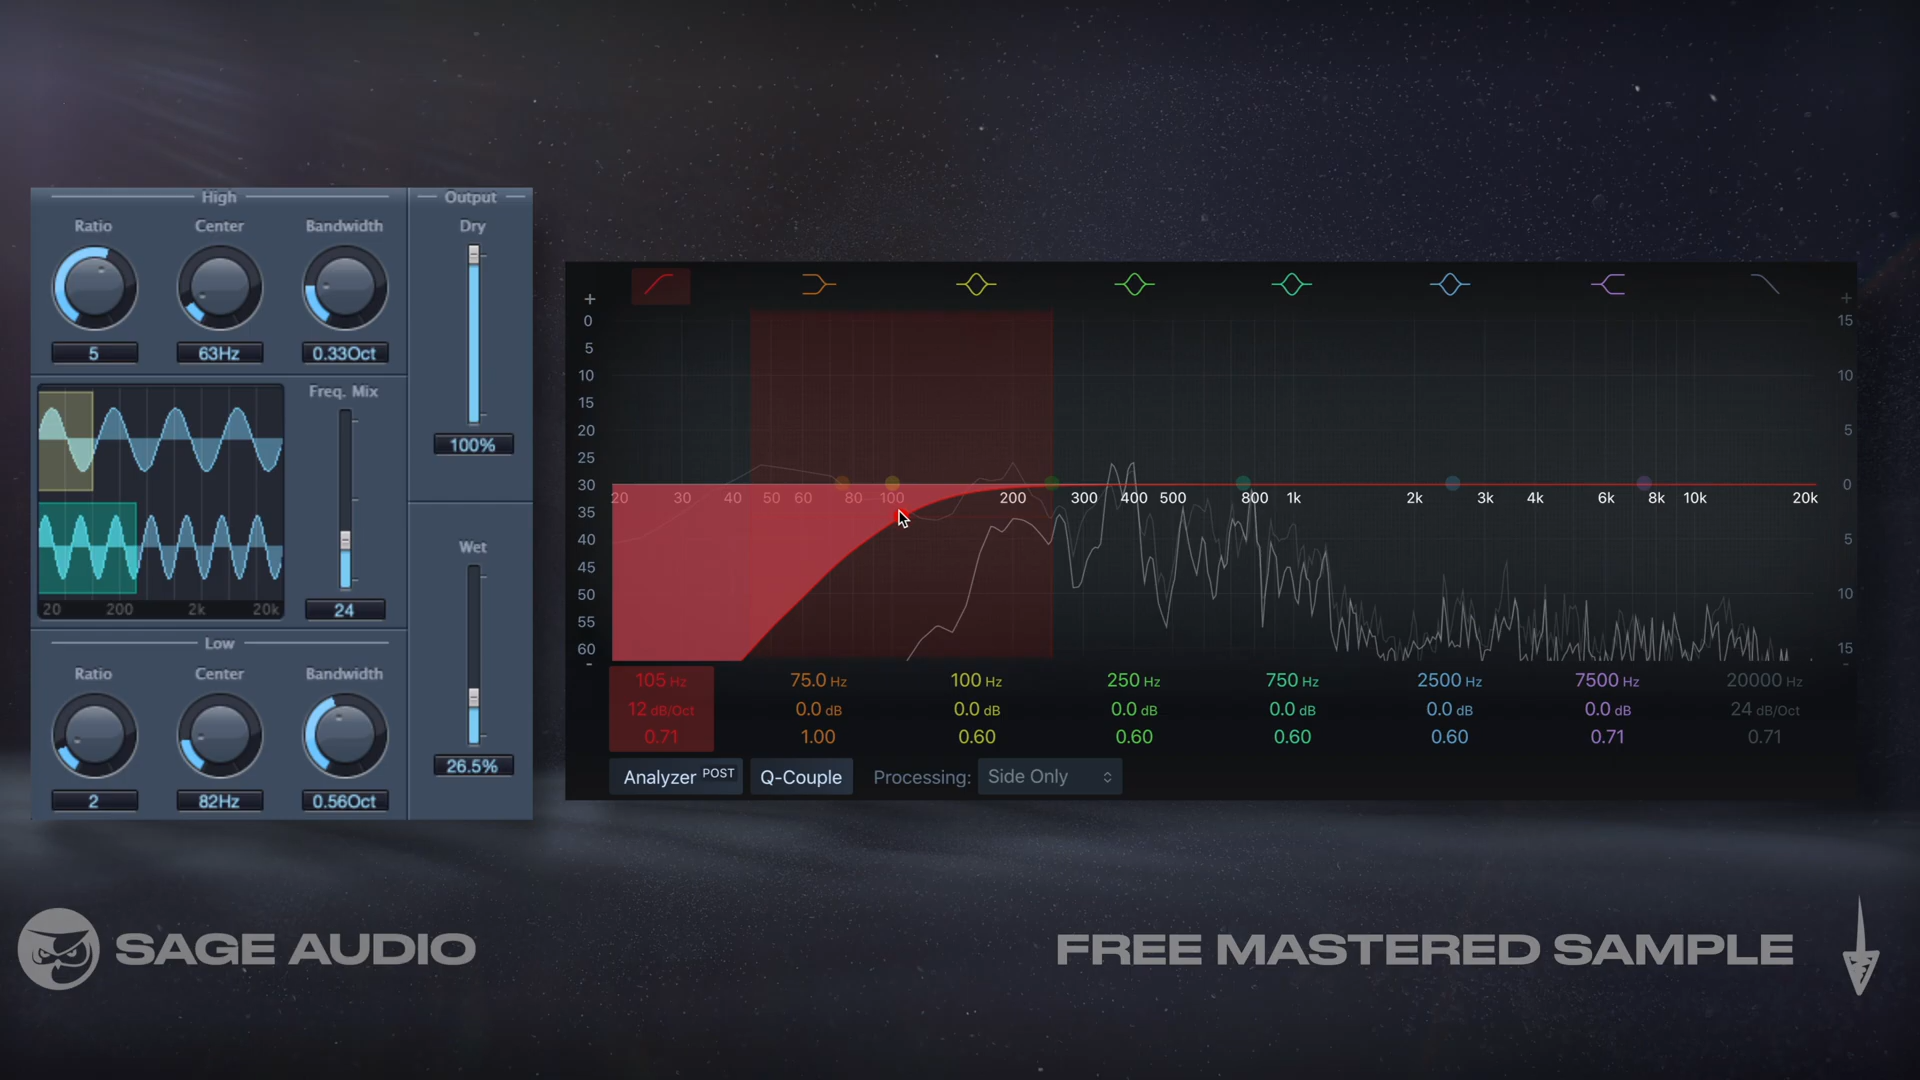 High
Ratio Center Bandwidth
5 63Hz 0.33Oct
Freq. Mix
20 200 2k 20k
24
Low
Ratio Center Bandwidth
2 82Hz 0.56Oct
Output
Dry
100%
Wet
26.5%
+ +
0 15
5
10 10
15
20 5
25
30 0
20 30 40 50 60 80 100 200 300 400 500 800 1k 2k 3k 4k 6k 8k 10k 20k
35
40 5
45
50 10
55
60 15
- -
105 Hz 75.0 Hz 100 Hz 250 Hz 750 Hz 2500 Hz 7500 Hz 20000 Hz
12 dB/Oct 0.0 dB 0.0 dB 0.0 dB 0.0 dB 0.0 dB 0.0 dB 24 dB/Oct
0.71 1.00 0.60 0.60 0.60 0.60 0.71 0.71
Analyzer POST Q-Couple Processing: Side Only
SAGE AUDIO
FREE MASTERED SAMPLE